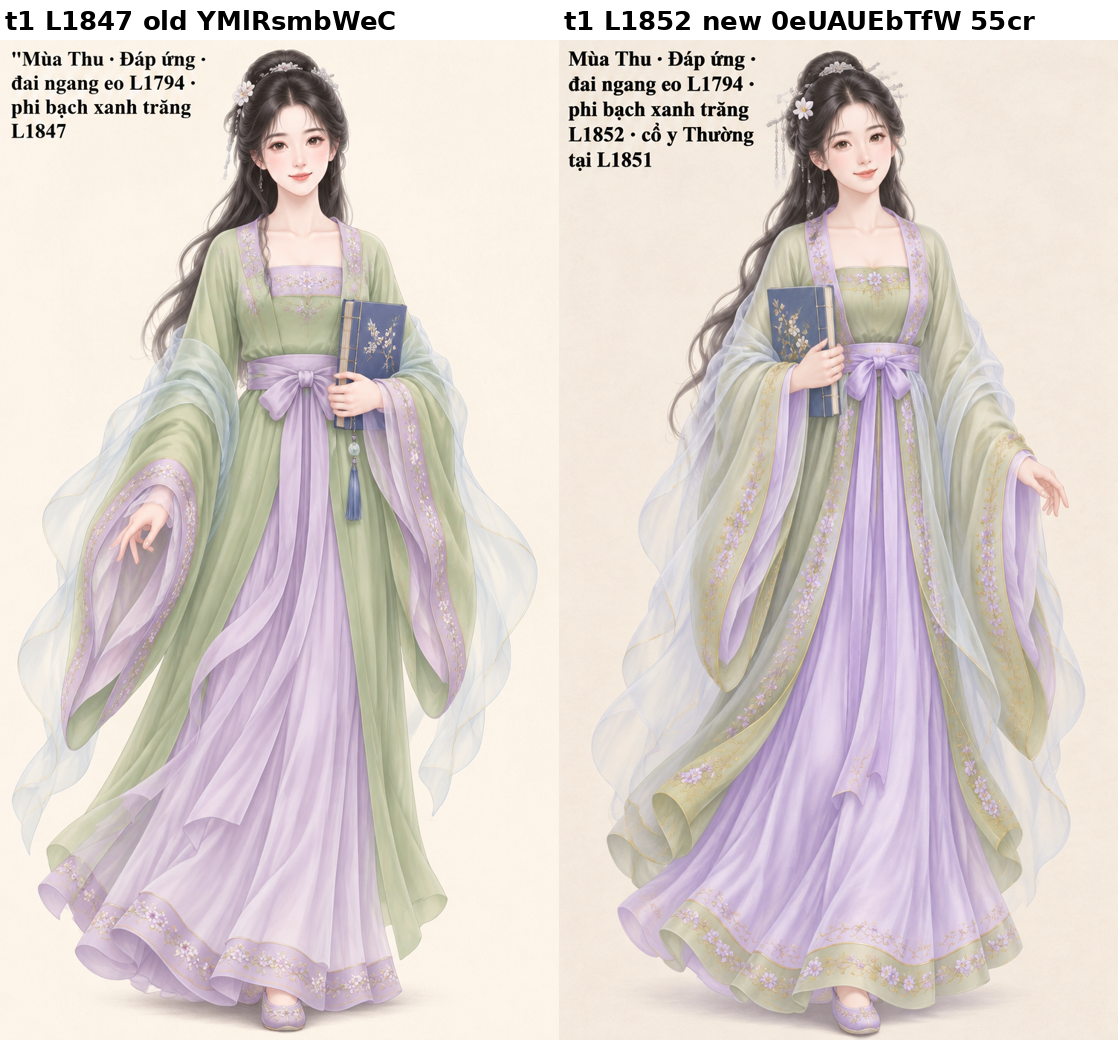 t1 L1847 old YMlRsmbWeC
"Mùa Thu · Đáp ứng ·
đai ngang eo L1794 ·
phi bạch xanh trăng
L1847
t1 L1852 new 0eUAUEbTfW 55cr
Mùa Thu · Đáp ứng ·
đai ngang eo L1794 ·
phi bạch xanh trăng
L1852 · cổ y Thường
tại L1851